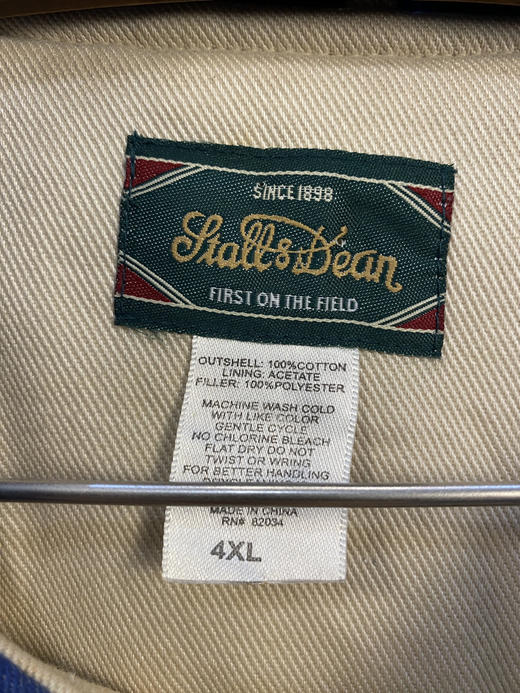 SINCE 1898
Stall & Dean
FIRST ON THE FIELD
OUTSHELL: 100%COTTON
LINING: ACETATE
FILLER: 100%POLYESTER
MACHINE WASH COLD
WITH LIKE COLOR
GENTLE CYCLE
NO CHLORINE BLEACH
FLAT DRY DO NOT
TWIST OR WRING
FOR BETTER HANDLING
MADE IN CHINA
RN# 82034
4XL